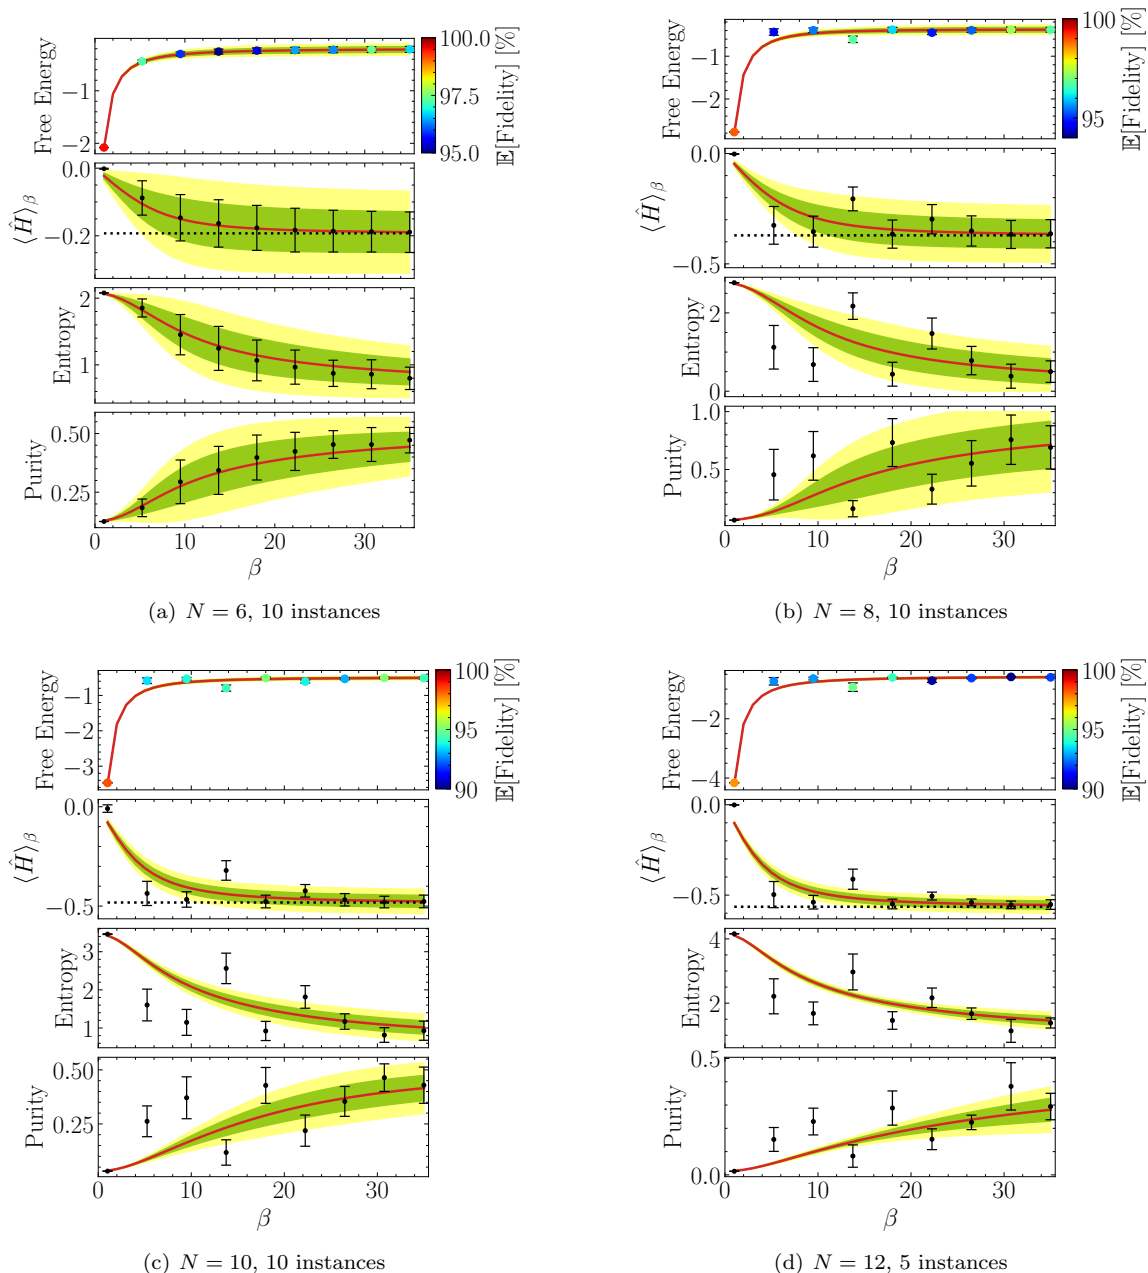 Free Energy
−1
−2
100.0
97.5
95.0
𝔼[Fidelity] [%]
⟨Ĥ⟩β
0.0
−0.2
Entropy
2
1
Purity
0.50
0.25
0
10
20
30
β
(a) N = 6, 10 instances
Free Energy
−1
−2
100
95
𝔼[Fidelity] [%]
⟨Ĥ⟩β
0.0
−0.5
Entropy
2
0
Purity
1.0
0.5
0
10
20
30
β
(b) N = 8, 10 instances
Free Energy
−1
−2
−3
100
95
90
𝔼[Fidelity] [%]
⟨Ĥ⟩β
0.0
−0.5
Entropy
3
2
1
Purity
0.50
0.25
0
10
20
30
β
(c) N = 10, 10 instances
Free Energy
−2
−4
100
95
90
𝔼[Fidelity] [%]
⟨Ĥ⟩β
0.0
−0.5
Entropy
4
2
Purity
0.5
0.0
0
10
20
30
β
(d) N = 12, 5 instances